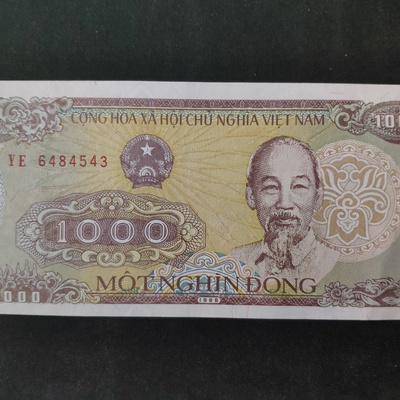 CỘNG HÒA XÃ HỘI CHỦ NGHĨA VIỆT NAM
100
YE 6484543
1000
MỘT NGHÌN ĐỒNG
000
1988